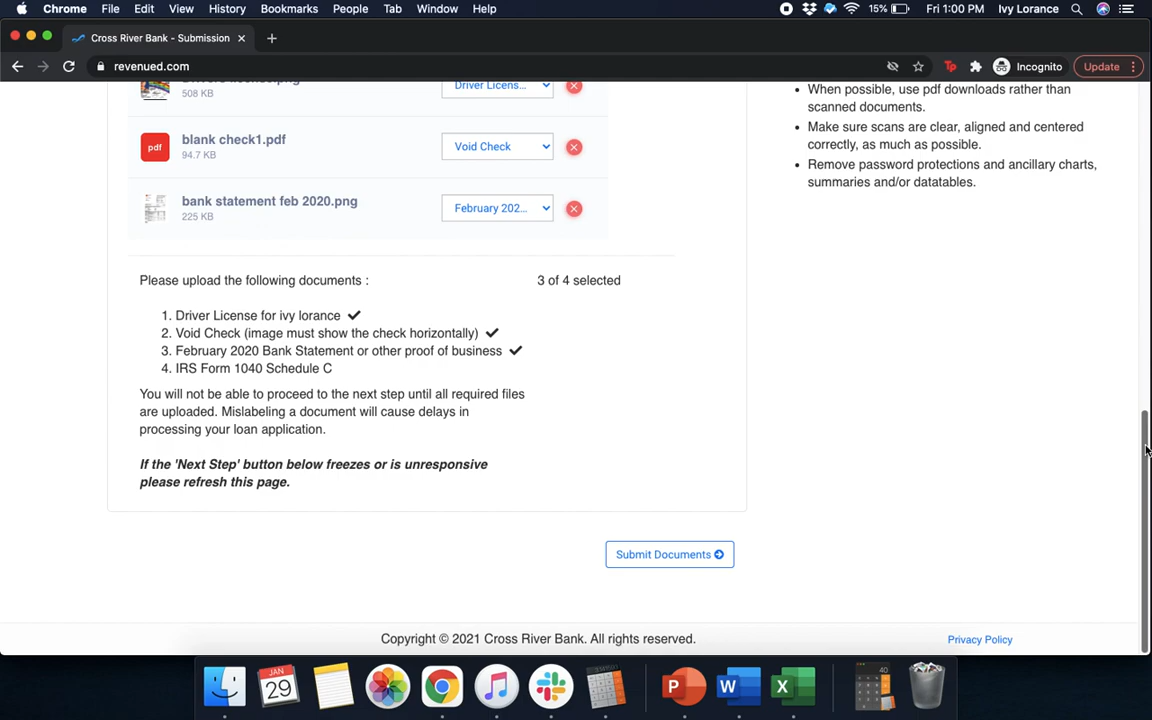 Chrome File Edit View History Bookmarks People Tab Window Help 15% Fri 1:00 PM Ivy Lorance
Cross River Bank - Submission
revenued.com Incognito Update
508 KB
Driver Licens...
blank check1.pdf
94.7 KB
pdf
Void Check
bank statement feb 2020.png
225 KB
February 202...
Please upload the following documents : 3 of 4 selected
1. Driver License for ivy lorance
2. Void Check (image must show the check horizontally)
3. February 2020 Bank Statement or other proof of business
4. IRS Form 1040 Schedule C
You will not be able to proceed to the next step until all required files
are uploaded. Mislabeling a document will cause delays in
processing your loan application.
If the 'Next Step' button below freezes or is unresponsive
please refresh this page.
Submit Documents
• When possible, use pdf downloads rather than
scanned documents.
• Make sure scans are clear, aligned and centered
correctly, as much as possible.
• Remove password protections and ancillary charts,
summaries and/or datatables.
Copyright © 2021 Cross River Bank. All rights reserved.
Privacy Policy
JAN
29
P
W
X